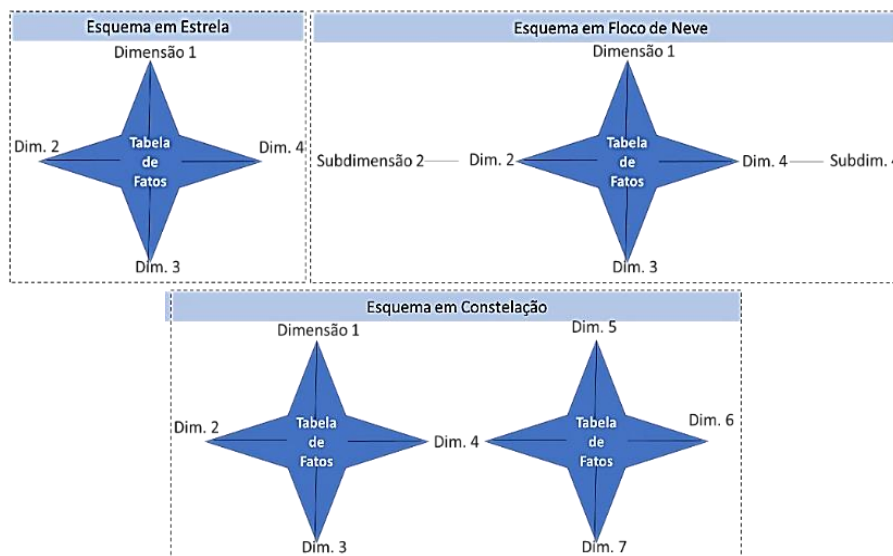 Esquema em Estrela
Dimensão 1
Dim. 2
Tabela
de
Fatos
Dim. 4
Dim. 3
Esquema em Floco de Neve
Dimensão 1
Subdimensão 2
Dim. 2
Tabela
de
Fatos
Dim. 4
Subdim. 4
Dim. 3
Esquema em Constelação
Dimensão 1
Dim. 5
Dim. 2
Tabela
de
Fatos
Dim. 4
Tabela
de
Fatos
Dim. 6
Dim. 3
Dim. 7